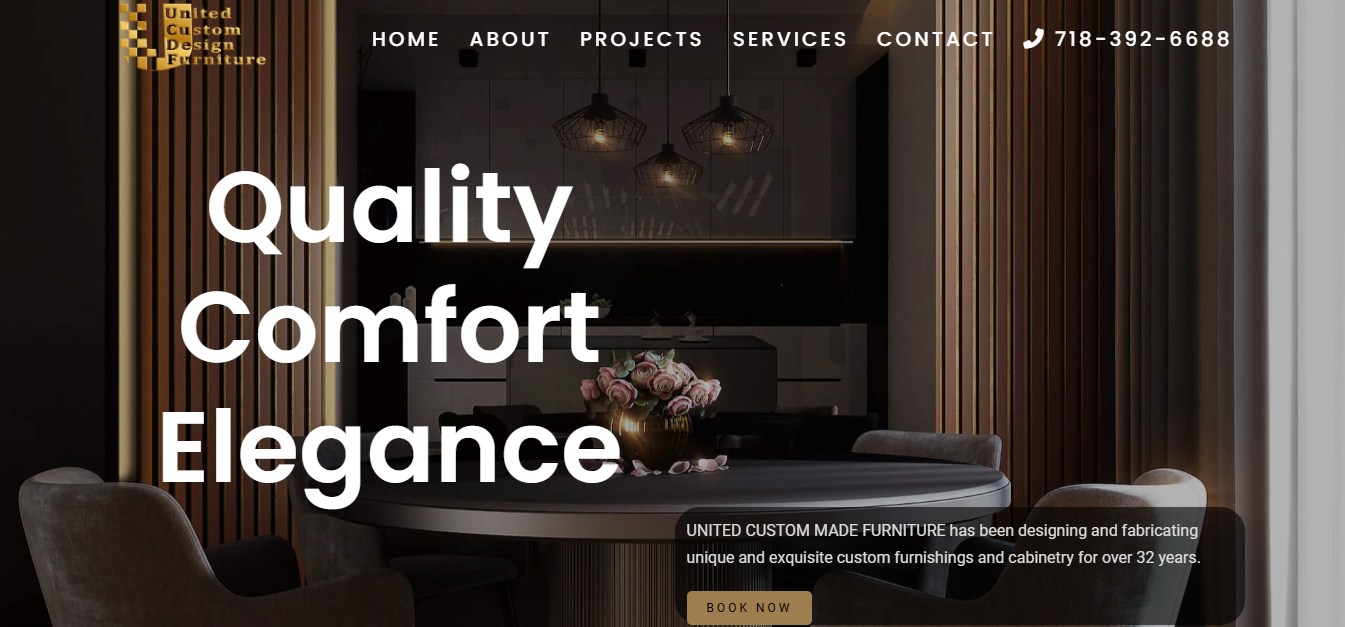 United
Custom
Design
Furniture
HOME ABOUT PROJECTS SERVICES CONTACT 718-392-6688
Quality
Comfort
Elegance
UNITED CUSTOM MADE FURNITURE has been designing and fabricating
unique and exquisite custom furnishings and cabinetry for over 32 years.
BOOK NOW